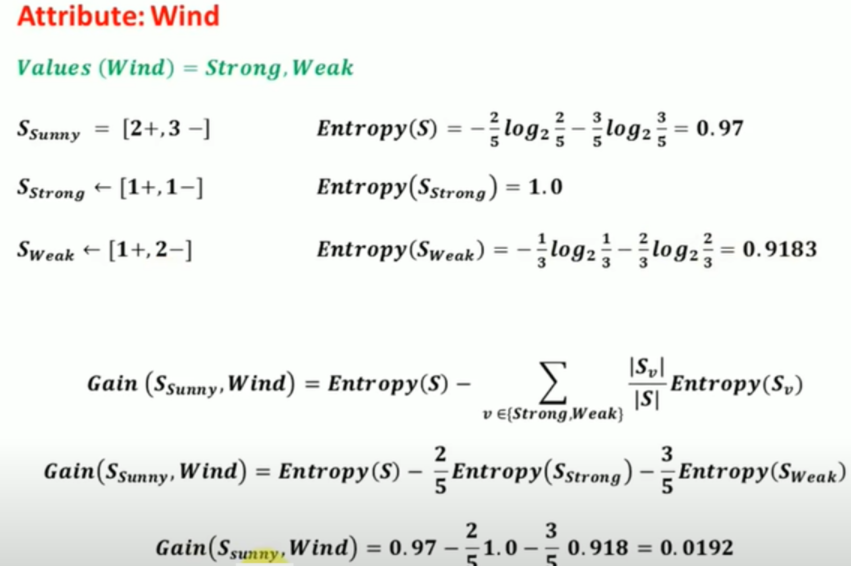 Attribute: Wind
Values (Wind) = Strong, Weak
S_Sunny = [2+, 3 −]    Entropy(S) = −2/5 log₂ 2/5 − 3/5 log₂ 3/5 = 0.97
S_Strong ← [1+, 1−]    Entropy(S_Strong) = 1.0
S_Weak ← [1+, 2−]    Entropy(S_Weak) = −1/3 log₂ 1/3 − 2/3 log₂ 2/3 = 0.9183
Gain (S_Sunny, Wind) = Entropy(S) − ∑_{v ∈{Strong,Weak}} |S_v|/|S| Entropy(S_v)
Gain(S_Sunny, Wind) = Entropy(S) − 2/5 Entropy(S_Strong) − 3/5 Entropy(S_Weak)
Gain(S_sunny, Wind) = 0.97 − 2/5 1.0 − 3/5 0.918 = 0.0192